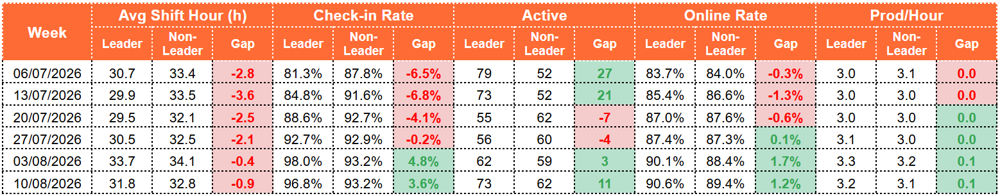 Week Avg Shift Hour (h) Check-in Rate Active Online Rate Prod/Hour
Leader Non-Leader Gap Leader Non-Leader Gap Leader Non-Leader Gap Leader Non-Leader Gap Leader Non-Leader Gap
06/07/2026 30.7 33.4 -2.8 81.3% 87.8% -6.5% 79 52 27 83.7% 84.0% -0.3% 3.0 3.1 0.0
13/07/2026 29.9 33.5 -3.6 84.8% 91.6% -6.8% 73 52 21 85.4% 86.6% -1.3% 3.0 3.0 0.0
20/07/2026 29.5 32.1 -2.5 88.6% 92.7% -4.1% 55 62 -7 87.0% 87.6% -0.6% 3.0 3.0 0.0
27/07/2026 30.5 32.5 -2.1 92.7% 92.9% -0.2% 56 60 -4 87.4% 87.3% 0.1% 3.1 3.0 0.0
03/08/2026 33.7 34.1 -0.4 98.0% 93.2% 4.8% 62 59 3 90.1% 88.4% 1.7% 3.3 3.2 0.1
10/08/2026 31.8 32.8 -0.9 96.8% 93.2% 3.6% 73 62 11 90.6% 89.4% 1.2% 3.2 3.1 0.1